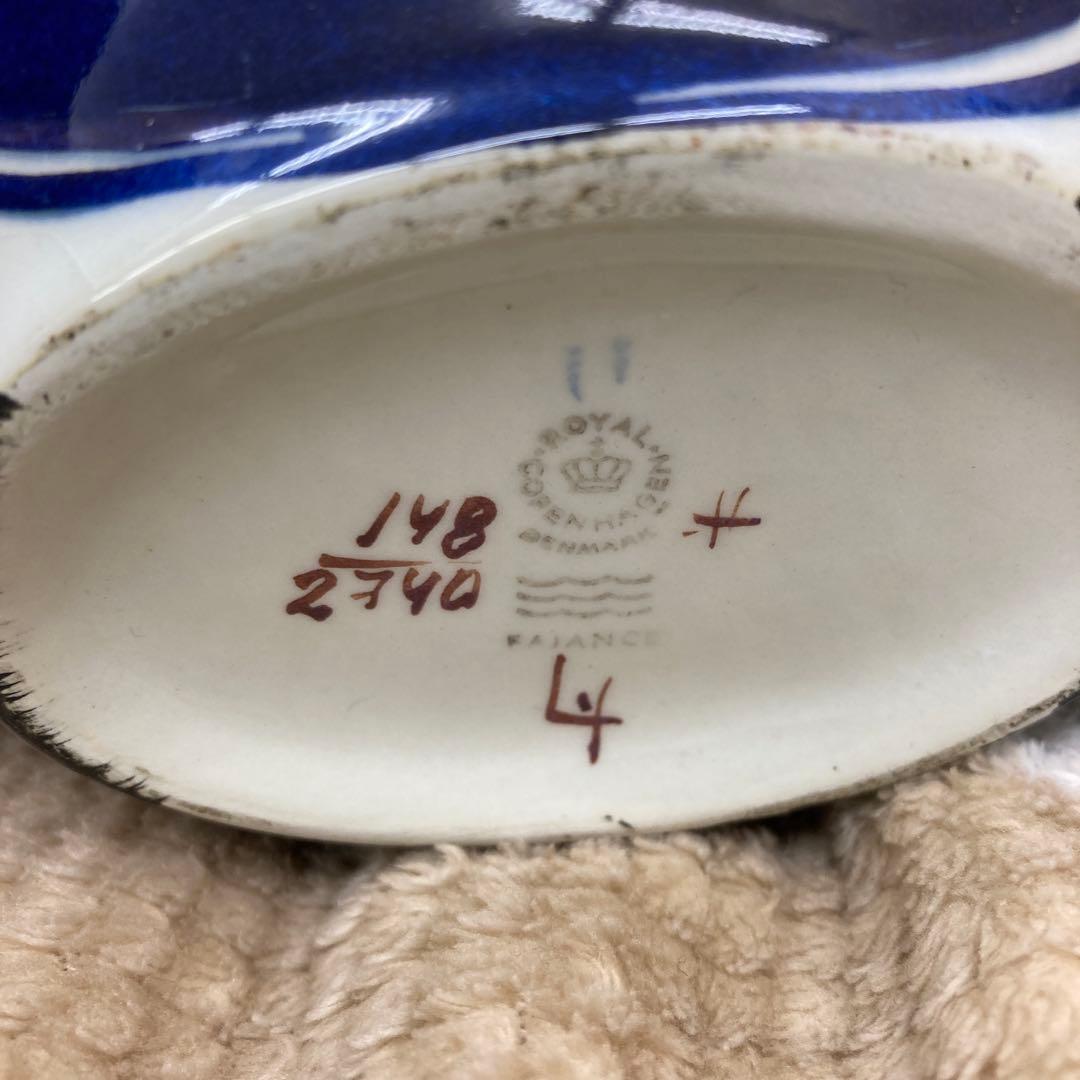 ROYAL
COPENHAGEN
DENMARK
148
2740
FAJANCE